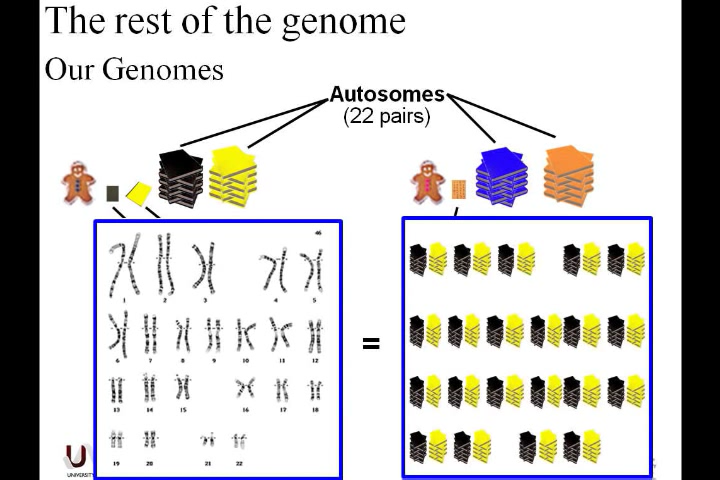 The rest of the genome
Our Genomes
Autosomes
(22 pairs)
46
1 2 3 4 5
6 7 8 9 10 11 12
13 14 15 16 17 18
19 20 21 22
=
UNIVERSITY